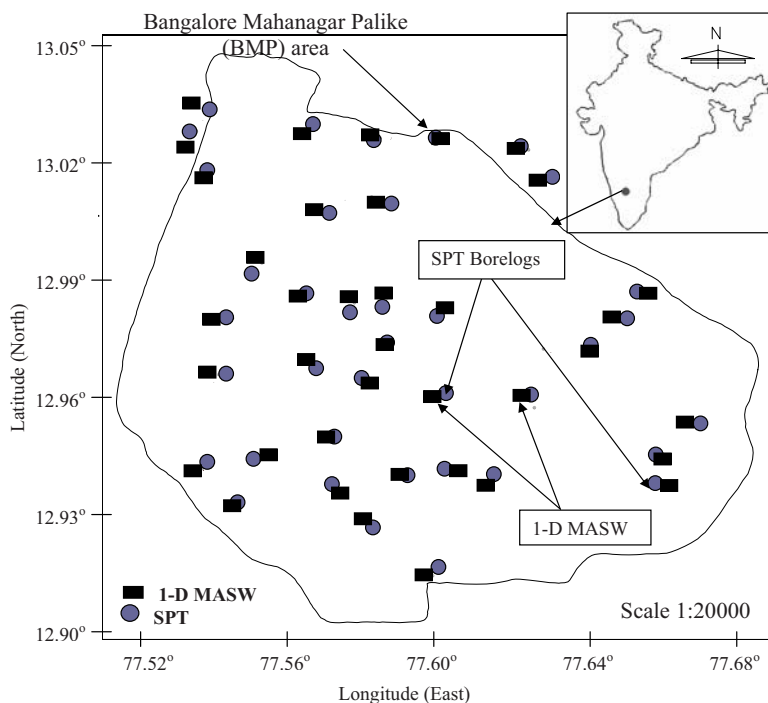 Bangalore Mahanagar Palike
(BMP) area
N
13.05°
13.02°
12.99°
12.96°
12.93°
12.90°
Latitude (North)
SPT Borelogs
1-D MASW
1-D MASW
SPT
Scale 1:20000
77.52°
77.56°
77.60°
77.64°
77.68°
Longitude (East)